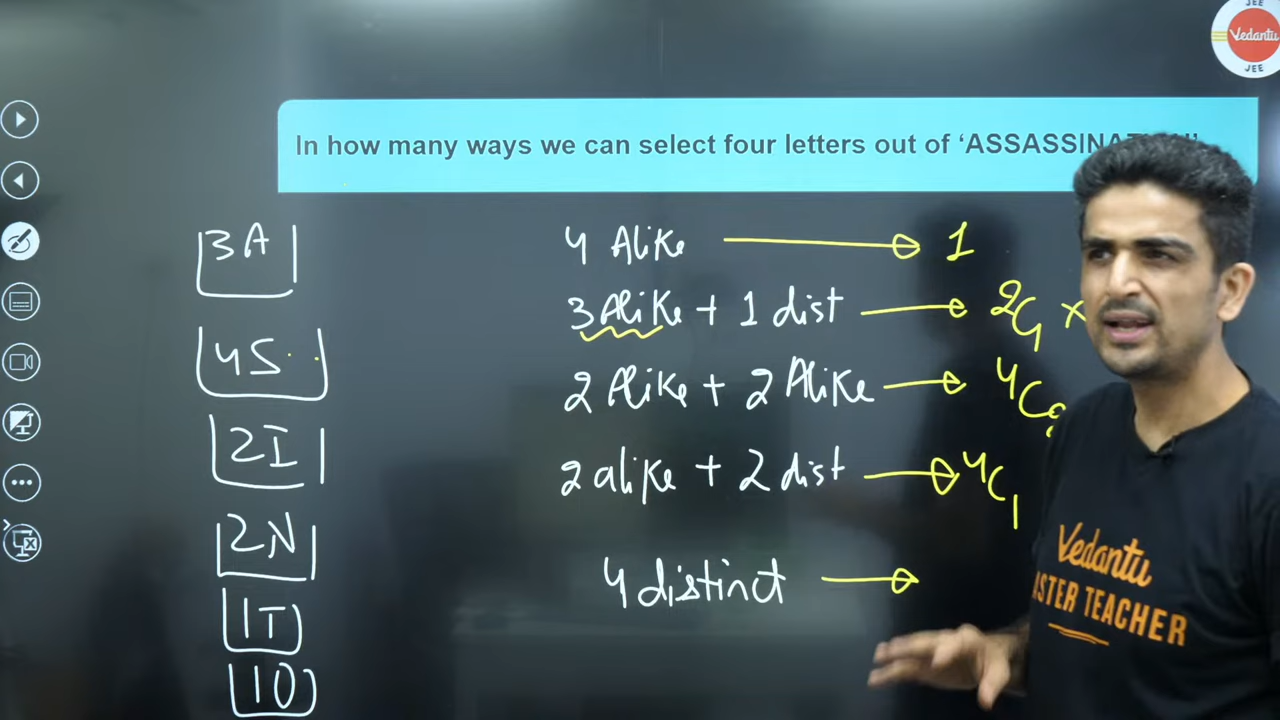 JEE
Vedantu
JEE
In how many ways we can select four letters out of ‘ASSASSIN
3A
4S
2I
2N
1T
1O
4 Alike → 1
3 Alike + 1 dist → 2C1 ×
2 Alike + 2 Alike → 4C2
2 alike + 2 dist → 4C1
4 distinct →
Vedantu
ASTER TEACHER